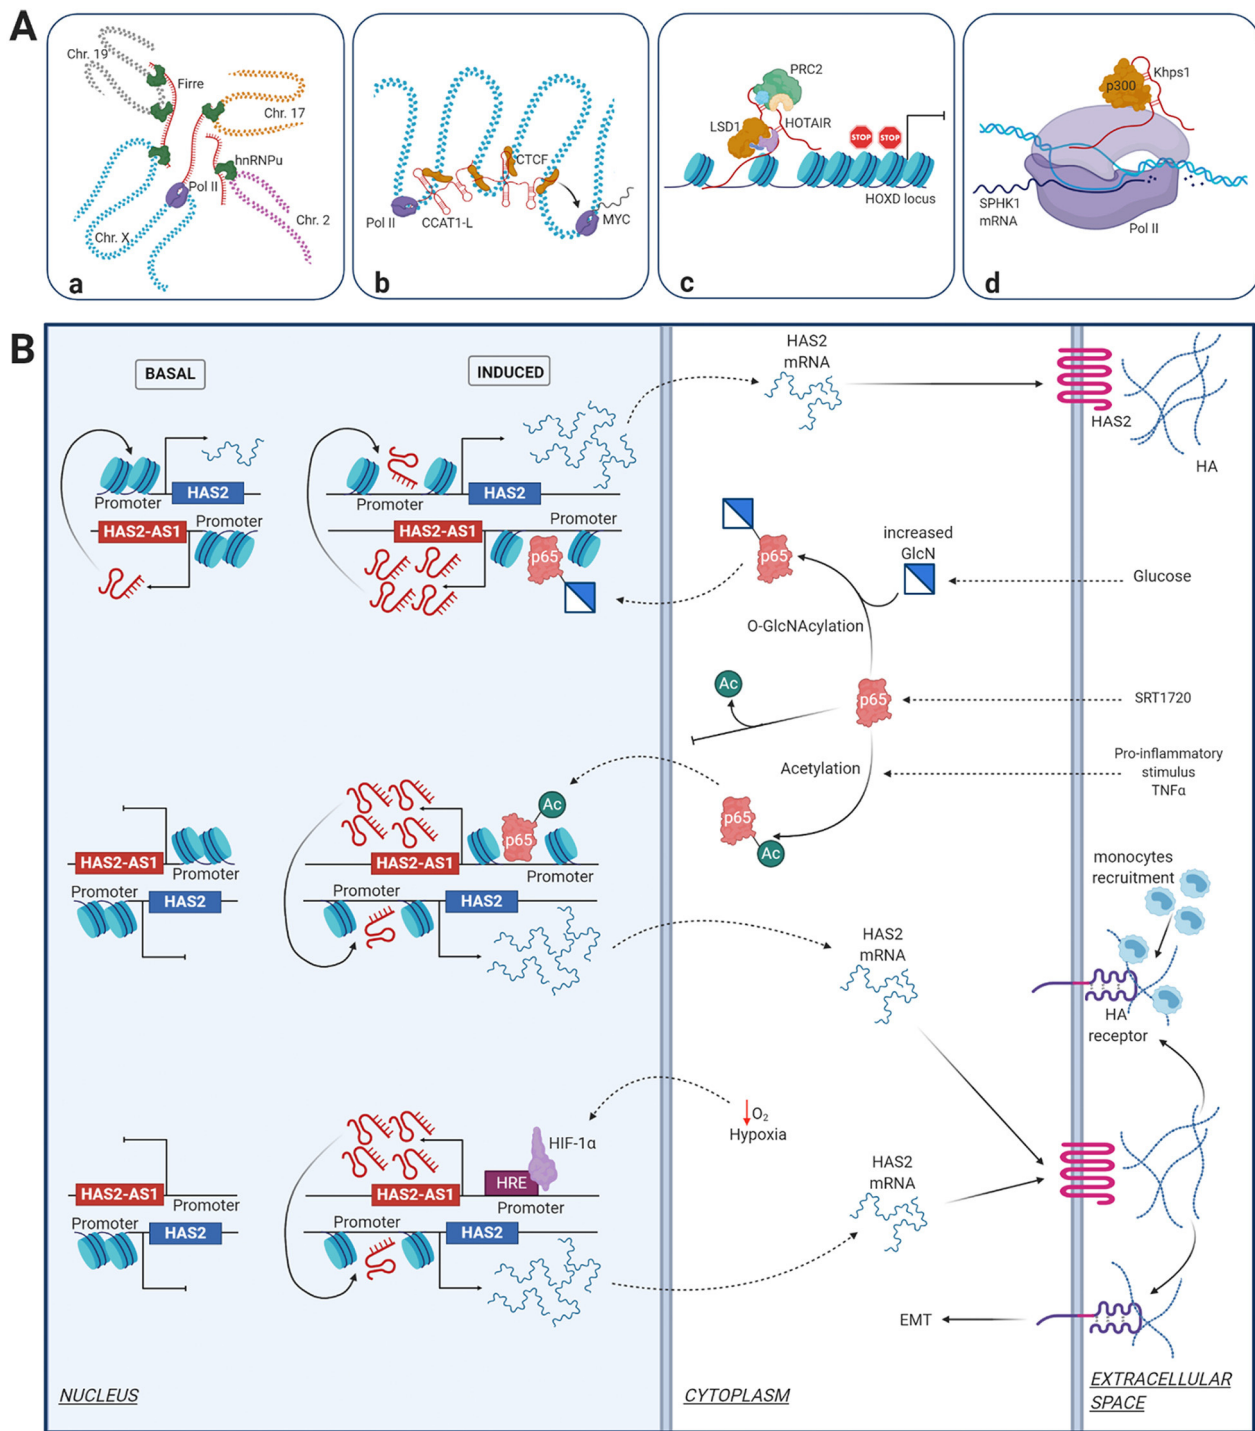 A
Chr. 19
Firre
Chr. 17
hnRNPu
Pol II
Chr. X
Chr. 2
a
CTCF
Pol II
CCAT1-L
MYC
b
PRC2
LSD1
HOTAIR
STOP
STOP
HOXD locus
c
p300
Khps1
SPHK1
mRNA
Pol II
d
B
BASAL
INDUCED
HAS2
mRNA
HAS2
HA
Promoter
HAS2
HAS2-AS1
Promoter
Promoter
HAS2
HAS2-AS1
Promoter
p65
p65
increased
GlcN
Glucose
O-GlcNAcylation
Ac
p65
SRT1720
Acetylation
Pro-inflammatory
stimulus
TNFα
p65
Ac
HAS2-AS1
Promoter
Promoter
HAS2
Ac
p65
HAS2-AS1
Promoter
Promoter
HAS2
HAS2
mRNA
monocytes
recruitment
HA
receptor
O₂
Hypoxia
HAS2-AS1
Promoter
Promoter
HAS2
HIF-1α
HRE
HAS2-AS1
Promoter
Promoter
HAS2
HAS2
mRNA
EMT
NUCLEUS
CYTOPLASM
EXTRACELLULAR
SPACE